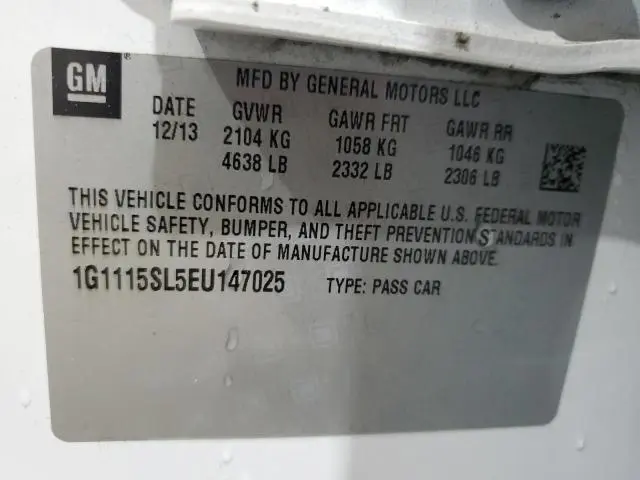 GM®
MFD BY GENERAL MOTORS LLC
DATE GVWR GAWR FRT GAWR RR
12/13 2104 KG 1058 KG 1046 KG
4638 LB 2332 LB 2306 LB
THIS VEHICLE CONFORMS TO ALL APPLICABLE U.S. FEDERAL MOTOR
VEHICLE SAFETY, BUMPER, AND THEFT PREVENTION STANDARDS IN
EFFECT ON THE DATE OF MANUFACTURE SHOWN ABOVE.
1G1115SL5EU147025 TYPE: PASS CAR